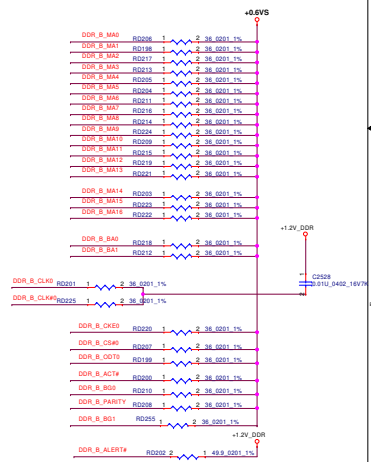 +0.6VS
DDR_B_MA0 RD206 1 2 36_0201_1%
DDR_B_MA1 RD198 1 2 36_0201_1%
DDR_B_MA2 RD217 1 2 36_0201_1%
DDR_B_MA3 RD213 1 2 36_0201_1%
DDR_B_MA4 RD205 1 2 36_0201_1%
DDR_B_MA5 RD204 1 2 36_0201_1%
DDR_B_MA6 RD211 1 2 36_0201_1%
DDR_B_MA7 RD216 1 2 36_0201_1%
DDR_B_MA8 RD214 1 2 36_0201_1%
DDR_B_MA9 RD224 1 2 36_0201_1%
DDR_B_MA10 RD209 1 2 36_0201_1%
DDR_B_MA11 RD215 1 2 36_0201_1%
DDR_B_MA12 RD219 1 2 36_0201_1%
DDR_B_MA13 RD221 1 2 36_0201_1%
DDR_B_MA14 RD203 1 2 36_0201_1%
DDR_B_MA15 RD223 1 2 36_0201_1%
DDR_B_MA16 RD222 1 2 36_0201_1%
DDR_B_BA0 RD218 1 2 36_0201_1%
DDR_B_BA1 RD212 1 2 36_0201_1%
+1.2V_DDR
DDR_B_CLK0 RD201 1 2 36_0201_1%
1 C2528
2 0.01U_0402_16V7K
DDR_B_CLK#0 RD225 1 2 36_0201_1%
DDR_B_CKE0 RD220 1 2 36_0201_1%
DDR_B_CS#0 RD207 1 2 36_0201_1%
DDR_B_ODT0 RD199 1 2 36_0201_1%
DDR_B_ACT# RD200 1 2 36_0201_1%
DDR_B_BG0 RD210 1 2 36_0201_1%
DDR_B_PARITY RD208 1 2 36_0201_1%
DDR_B_BG1 RD255 1 2 36_0201_1%
+1.2V_DDR
DDR_B_ALERT# RD202 2 1 49.9_0201_1%